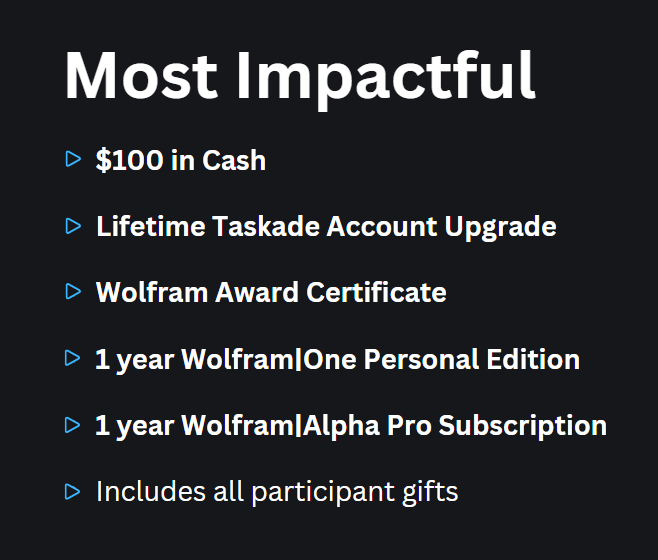 Most Impactful
$100 in Cash
Lifetime Taskade Account Upgrade
Wolfram Award Certificate
1 year Wolfram|One Personal Edition
1 year Wolfram|Alpha Pro Subscription
Includes all participant gifts